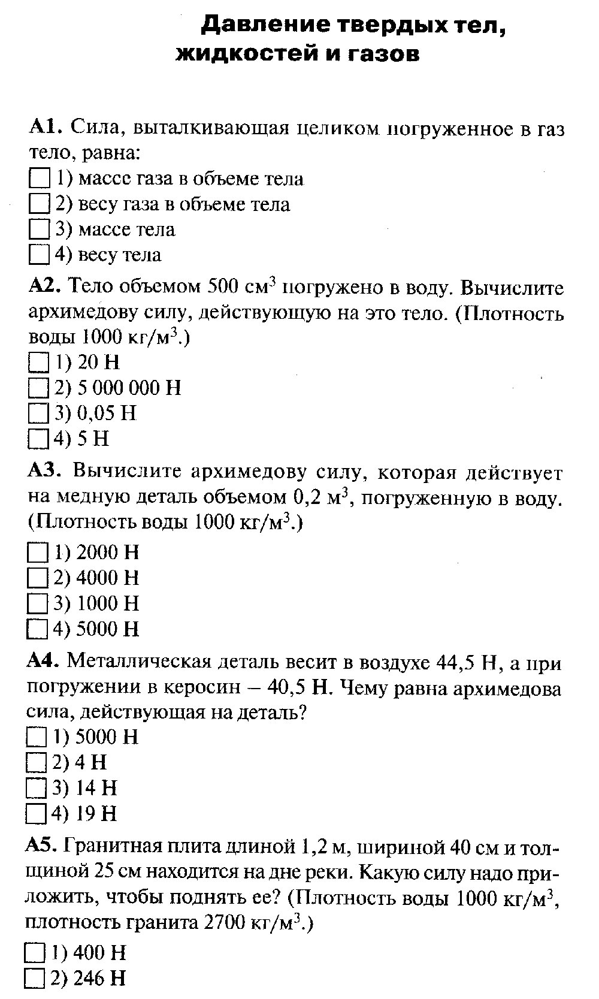 Давление твердых тел,
жидкостей и газов
А1. Сила, выталкивающая целиком погруженное в газ
тело, равна:
1) массе газа в объеме тела
2) весу газа в объеме тела
3) массе тела
4) весу тела
А2. Тело объемом 500 см³ погружено в воду. Вычислите
архимедову силу, действующую на это тело. (Плотность
воды 1000 кг/м³.)
1) 20 Н
2) 5 000 000 Н
3) 0,05 Н
4) 5 Н
А3. Вычислите архимедову силу, которая действует
на медную деталь объемом 0,2 м³, погруженную в воду.
(Плотность воды 1000 кг/м³.)
1) 2000 Н
2) 4000 Н
3) 1000 Н
4) 5000 Н
А4. Металлическая деталь весит в воздухе 44,5 Н, а при
погружении в керосин – 40,5 Н. Чему равна архимедова
сила, действующая на деталь?
1) 5000 Н
2) 4 Н
3) 14 Н
4) 19 Н
А5. Гранитная плита длиной 1,2 м, шириной 40 см и тол-
щиной 25 см находится на дне реки. Какую силу надо при-
ложить, чтобы поднять ее? (Плотность воды 1000 кг/м³,
плотность гранита 2700 кг/м³.)
1) 400 Н
2) 246 Н